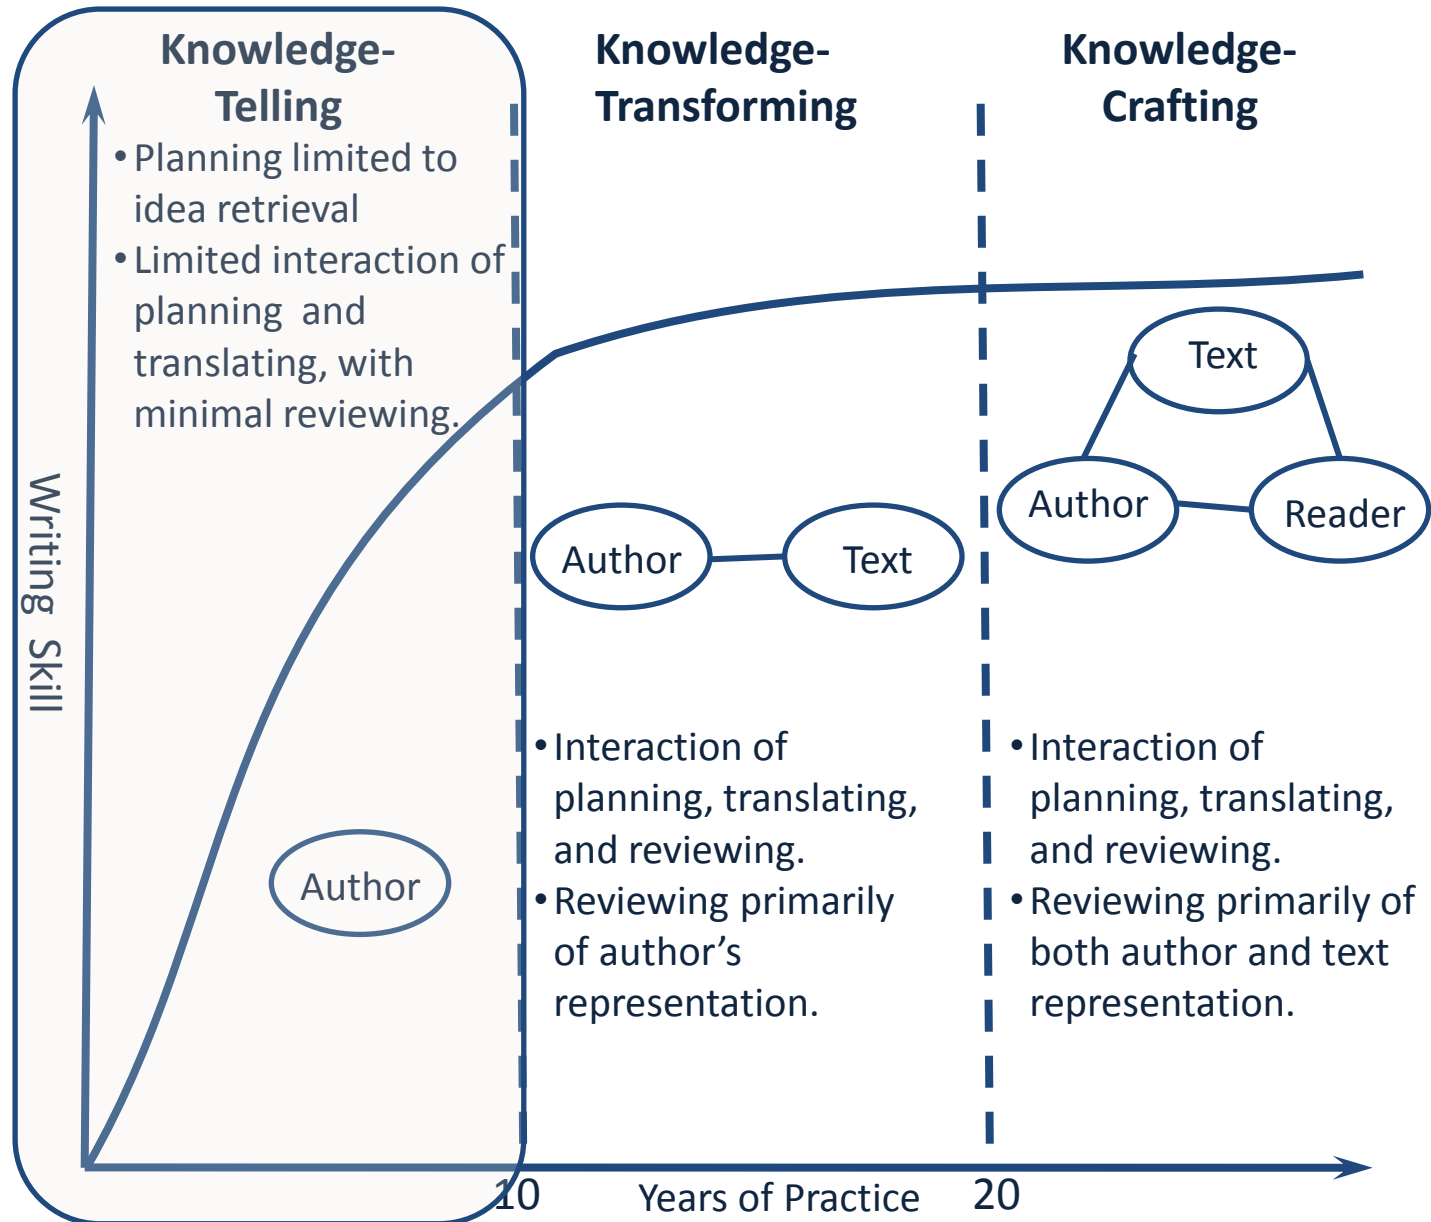 Knowledge-
Telling
• Planning limited to
idea retrieval
• Limited interaction of
planning and
translating, with
minimal reviewing.
Writing Skill
Author
Knowledge-
Transforming
Author
Text
• Interaction of
planning, translating,
and reviewing.
• Reviewing primarily
of author’s
representation.
Knowledge-
Crafting
Text
Author
Reader
• Interaction of
planning, translating,
and reviewing.
• Reviewing primarily of
both author and text
representation.
10
Years of Practice
20